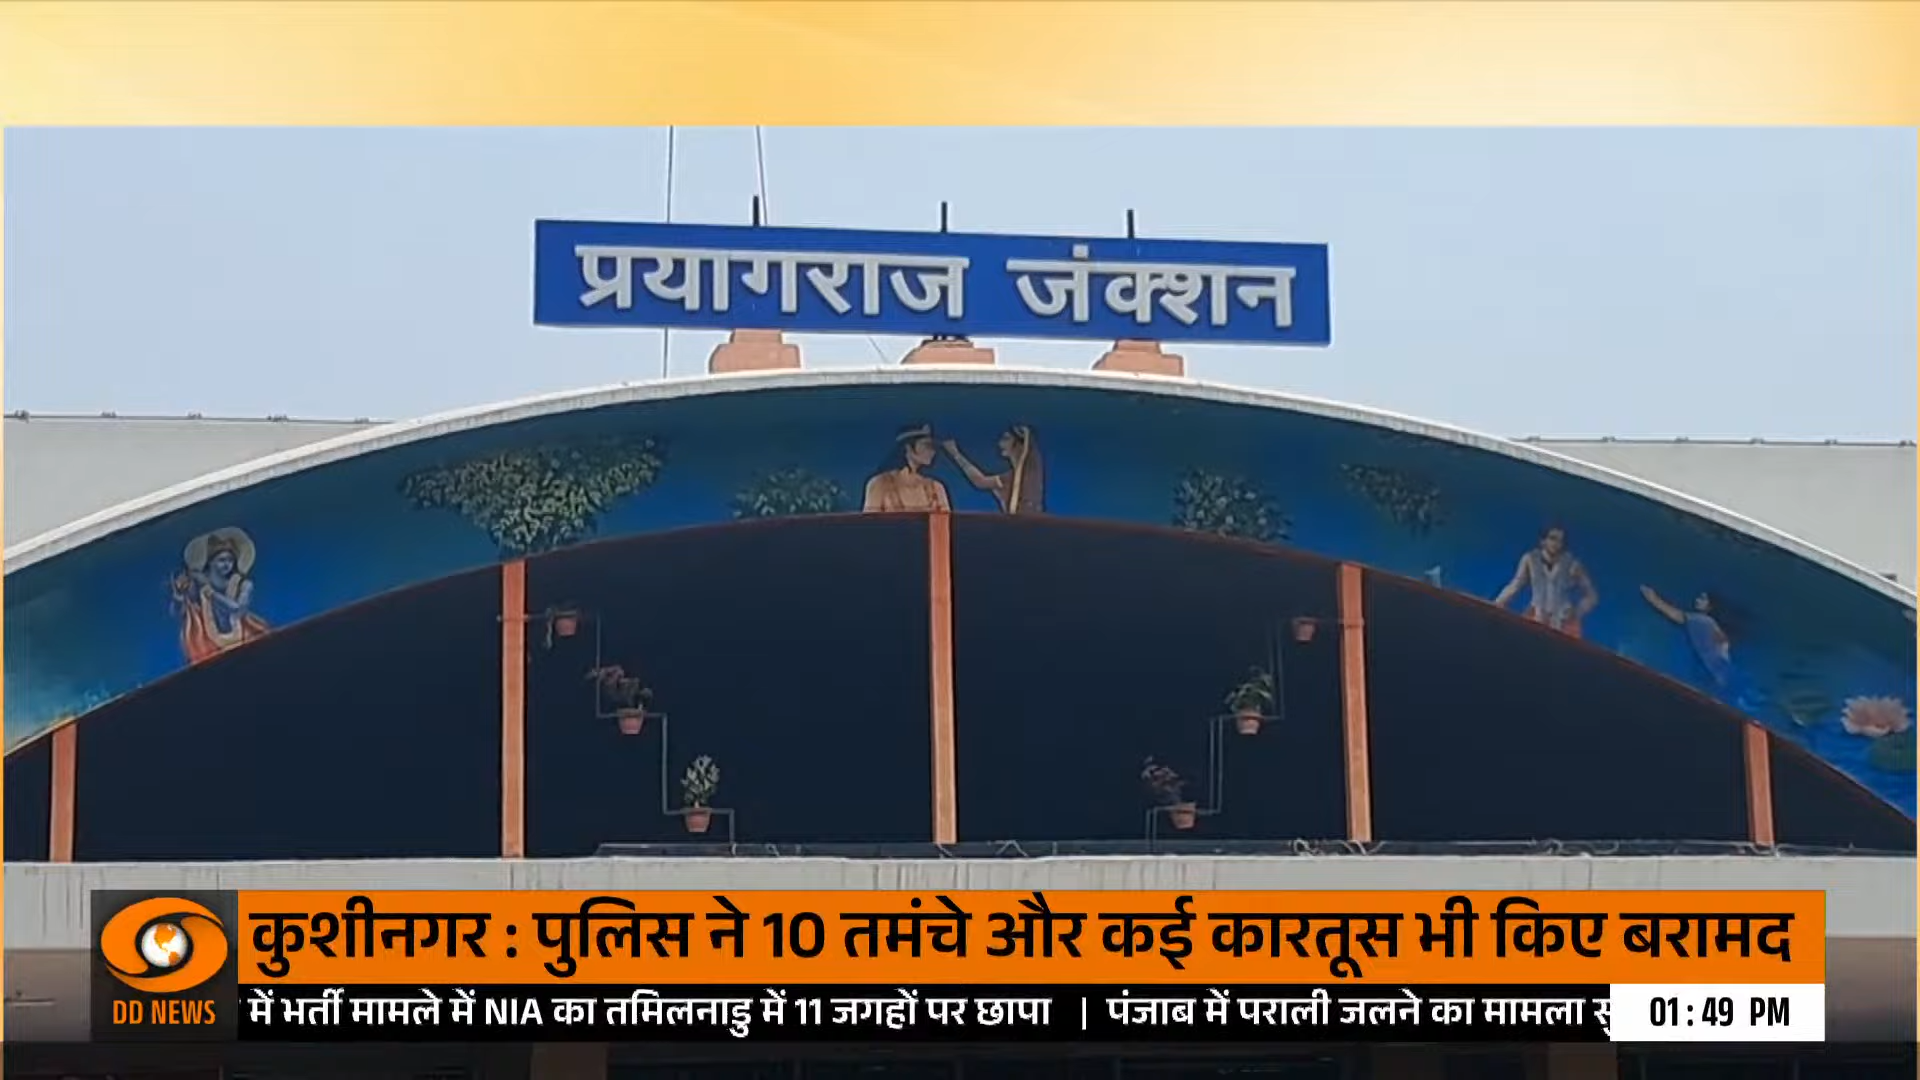 प्रयागराज जंक्शन
कुशीनगर : पुलिस ने 10 तमंचे और कई कारतूस भी किए बरामद
DD NEWS
में भर्ती मामले में NIA का तमिलनाडु में 11 जगहों पर छापा | पंजाब में पराली जलने का मामला
01:49 PM